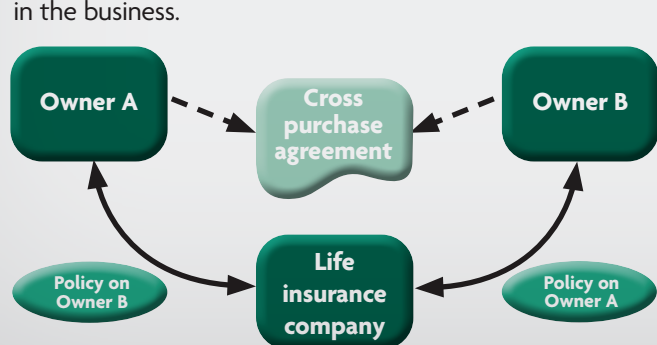 in the business.
Owner A
Cross
purchase
agreement
Owner B
Policy on
Owner B
Life
insurance
company
Policy on
Owner A